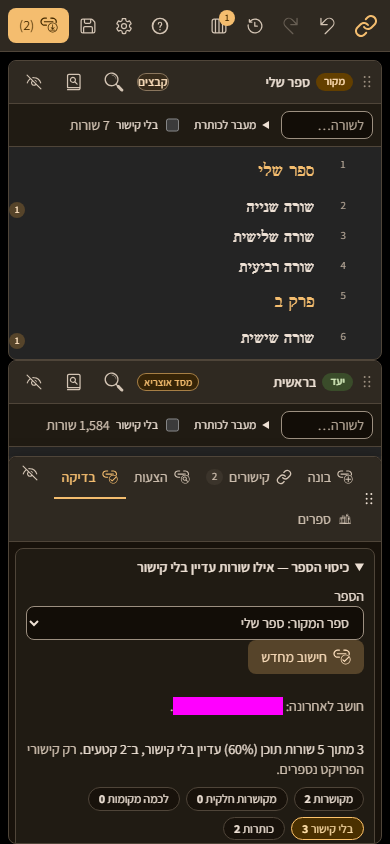 (2)
1
מקור ספר שלי קבצים
לשורה... מעבר לכותרת בלי קישור 7 שורות
1 ספר שלי
2 שורה שנייה 1
3 שורה שלישית
4 שורה רביעית
5 פרק ב
6 שורה שישית 1
יעד בראשית מסד אוצריא
לשורה... מעבר לכותרת בלי קישור 1,584 שורות
בונה קישורים 2 הצעות בדיקה
ספרים
כיסוי הספר — אילו שורות עדיין בלי קישור
הספר
ספר המקור: ספר שלי
חישוב מחדש
חושב לאחרונה: .
3 מתוך 5 שורות תוכן (60%) עדיין בלי קישור, ב־2 קטעים. רק קישורי
הפרויקט נספרים.
מקושרות 2 מקושרות חלקית 0 לכמה מקומות 0
בלי קישור 3 כותרות 2